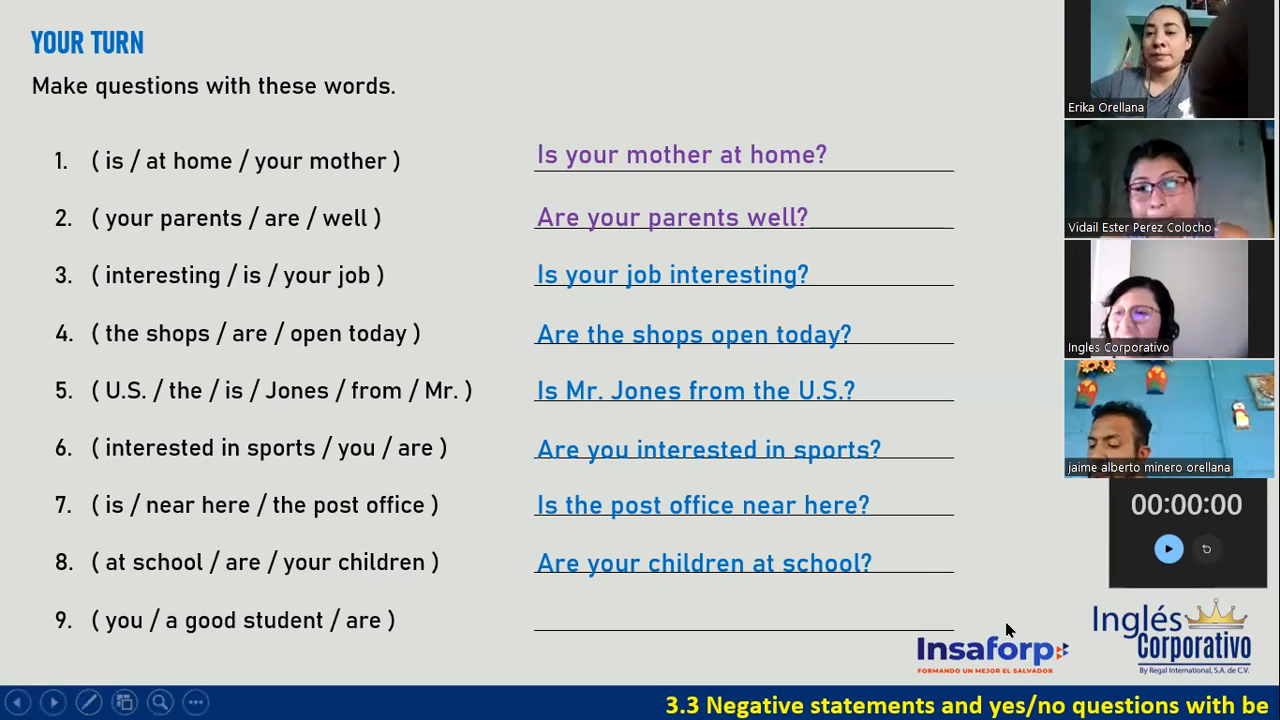 YOUR TURN
Make questions with these words.
1. ( is / at home / your mother ) Is your mother at home?
2. ( your parents / are / well ) Are your parents well?
3. ( interesting / is / your job ) Is your job interesting?
4. ( the shops / are / open today ) Are the shops open today?
5. ( U.S. / the / is / Jones / from / Mr. ) Is Mr. Jones from the U.S.?
6. ( interested in sports / you / are ) Are you interested in sports?
7. ( is / near here / the post office ) Is the post office near here?
8. ( at school / are / your children ) Are your children at school?
9. ( you / a good student / are )
Erika Orellana
Vidail Ester Perez Colocho
Ingles Corporativo
jaime alberto minero orellana
00:00:00
Insaforp
FORMANDO UN MEJOR EL SALVADOR
Inglés
Corporativo
By Regal International, S.A. de C.V.
3.3 Negative statements and yes/no questions with be